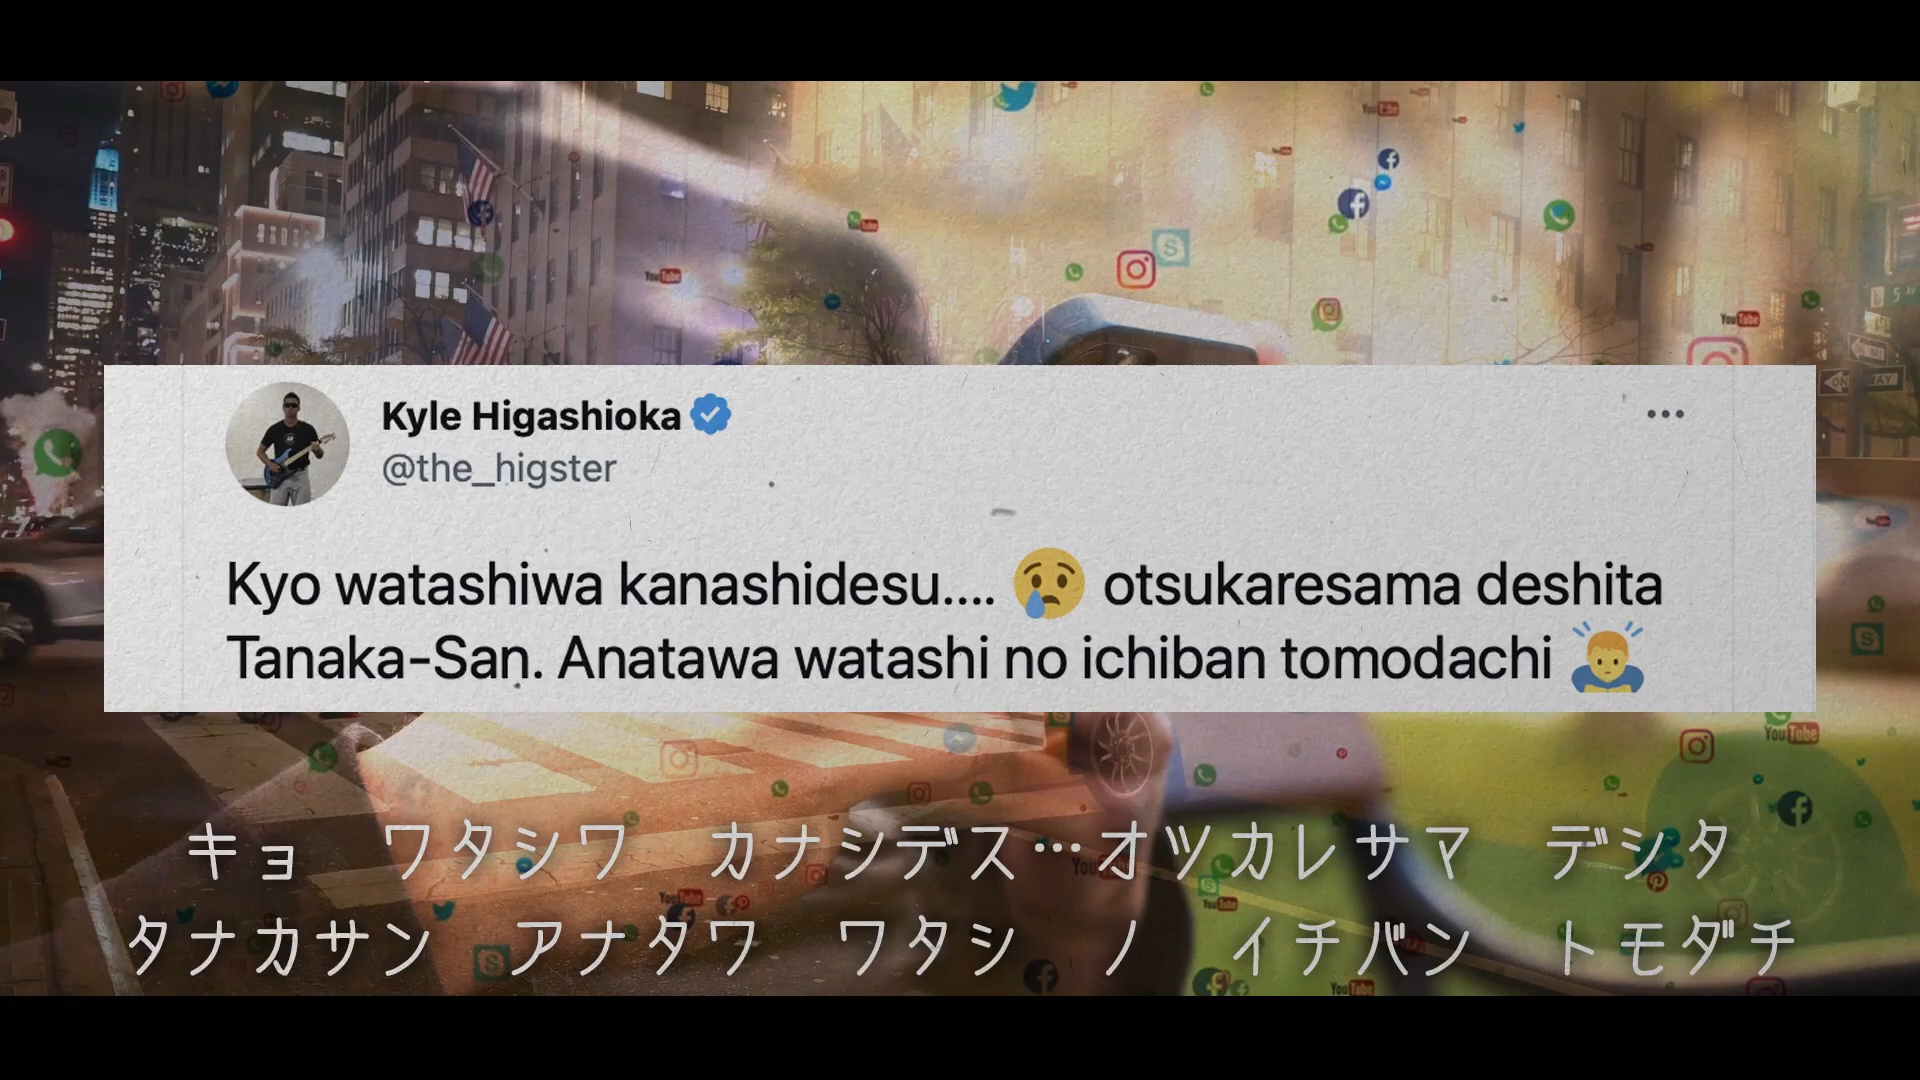 Kyle Higashioka
@the_higster
Kyo watashiwa kanashidesu.... 😢 otsukaresama deshita
Tanaka-San. Anatawa watashi no ichiban tomodachi 🙇‍♂️
キョ　ワタシワ　カナシデス…オツカレサマ　デシタ
タナカサン　アナタワ　ワタシ　ノ　イチバン　トモダチ